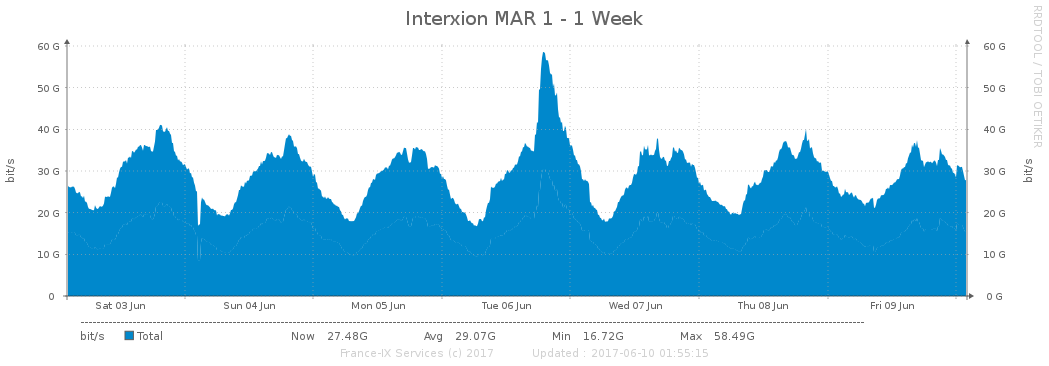 Interxion MAR 1 - 1 Week
RRDTOOL / TOBI OETIKER
60 G 60 G
50 G 50 G
40 G 40 G
30 G 30 G
20 G 20 G
10 G 10 G
0 0 G
bit/s bit/s
Sat 03 Jun Sun 04 Jun Mon 05 Jun Tue 06 Jun Wed 07 Jun Thu 08 Jun Fri 09 Jun
bit/s Total Now 27.48G Avg 29.07G Min 16.72G Max 58.49G
France-IX Services (c) 2017 Updated : 2017-06-10 01:55:15